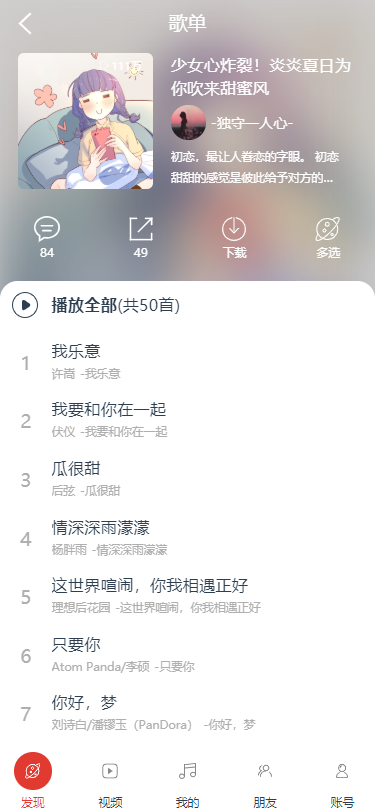 歌单
111万
少女心炸裂！炎炎夏日为
你吹来甜蜜风
-独守一人心-
初恋，最让人眷恋的字眼。 初恋
甜甜的感觉是彼此给予对方的...
84
49
下载
多选
播放全部(共50首)
1
我乐意
许嵩 -我乐意
2
我要和你在一起
伏仪 -我要和你在一起
3
瓜很甜
后弦 -瓜很甜
4
情深深雨濛濛
杨胖雨 -情深深雨濛濛
5
这世界喧闹，你我相遇正好
理想后花园 -这世界喧闹，你我相遇正好
6
只要你
Atom Panda/李硕 -只要你
7
你好，梦
刘诗白/潘镠玉（PanDora） -你好，梦
发现
视频
我的
朋友
账号